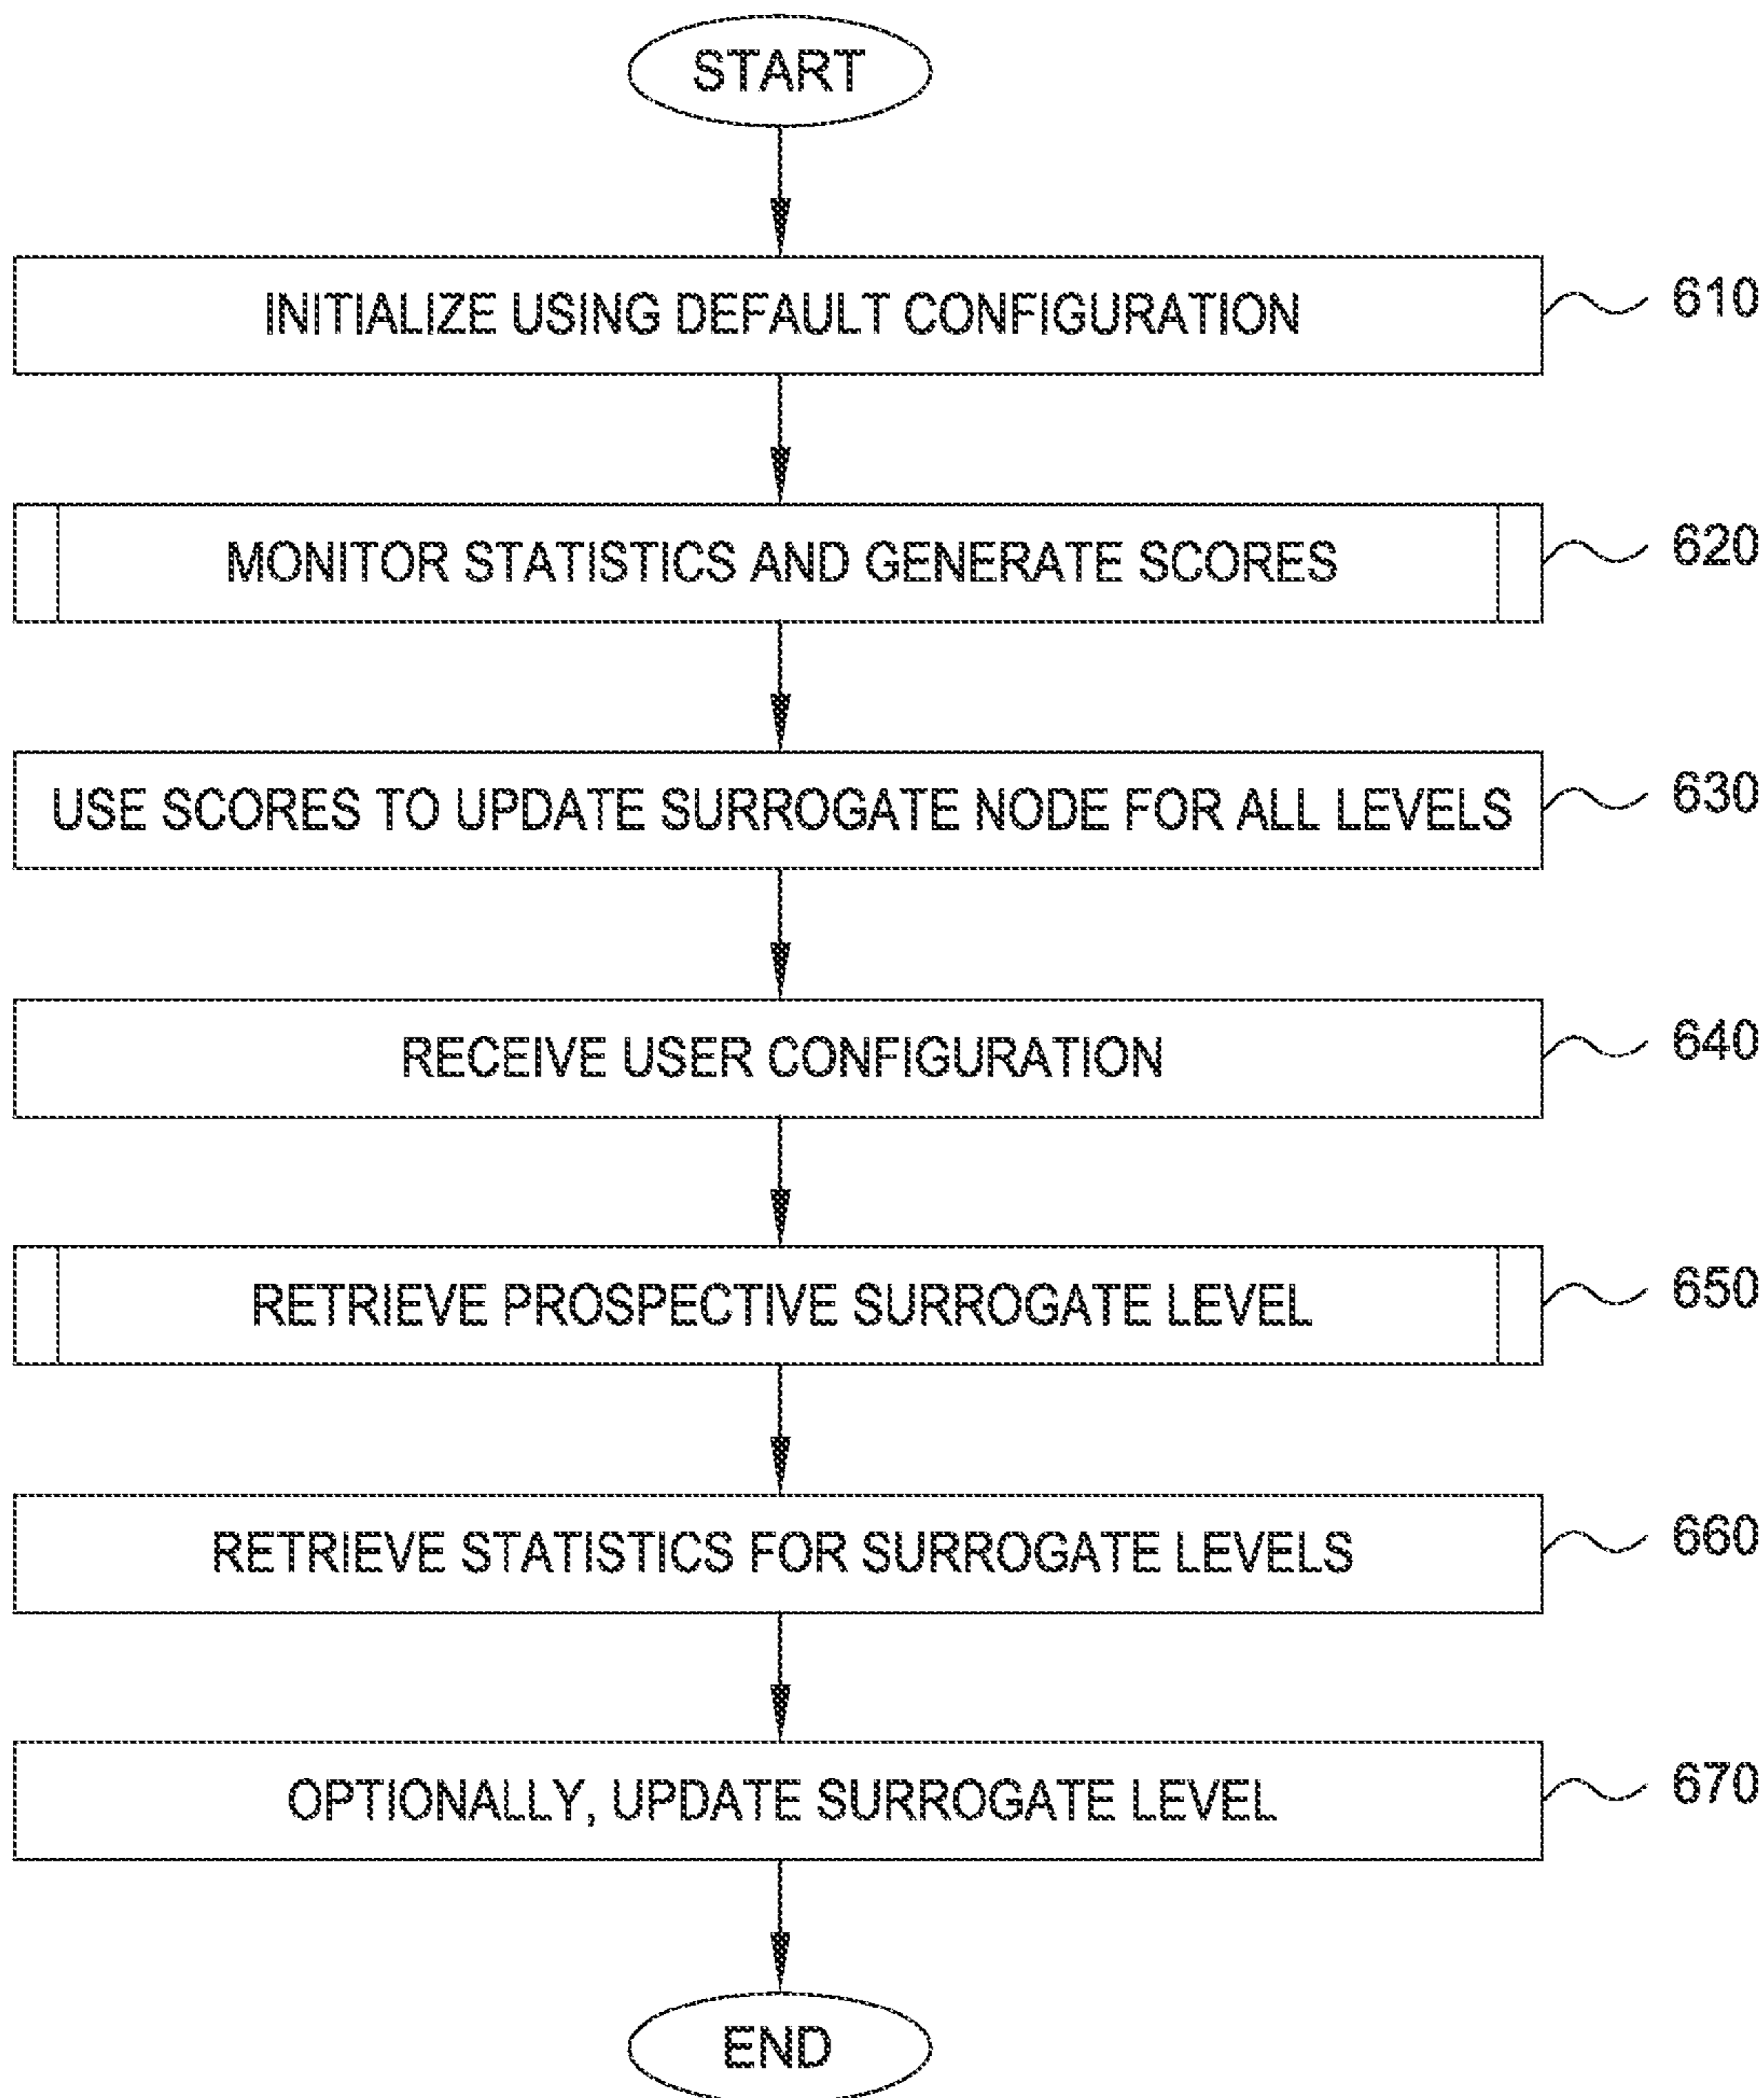 START
INITIALIZE USING DEFAULT CONFIGURATION
610
MONITOR STATISTICS AND GENERATE SCORES
620
USE SCORES TO UPDATE SURROGATE NODE FOR ALL LEVELS
630
RECEIVE USER CONFIGURATION
640
RETRIEVE PROSPECTIVE SURROGATE LEVEL
650
RETRIEVE STATISTICS FOR SURROGATE LEVELS
660
OPTIONALLY, UPDATE SURROGATE LEVEL
670
END